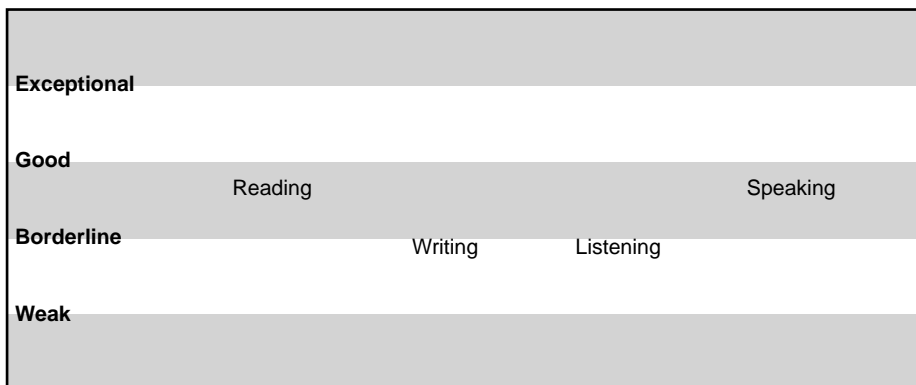 Exceptional
Good
Reading Speaking
Borderline
Writing Listening
Weak